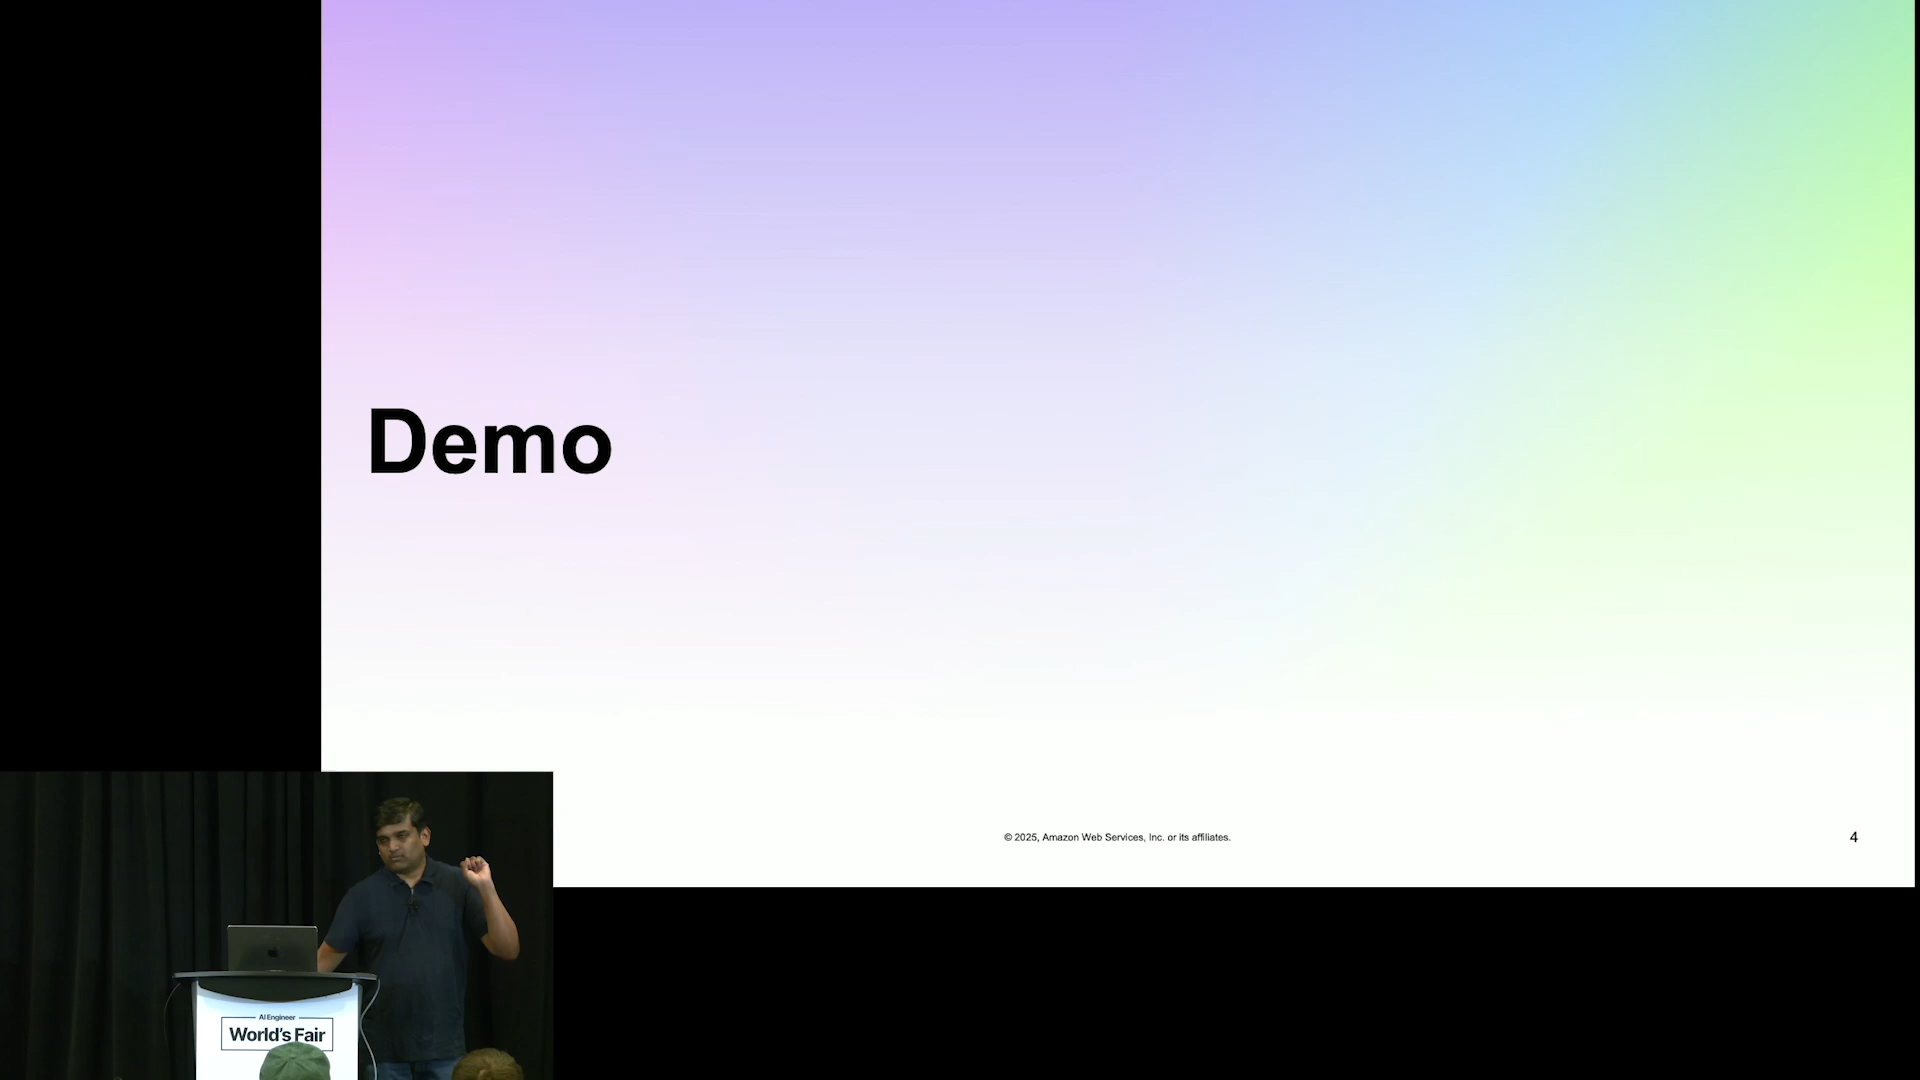 Demo
© 2025, Amazon Web Services, Inc. or its affiliates.
4
AI Engineer
World's Fair